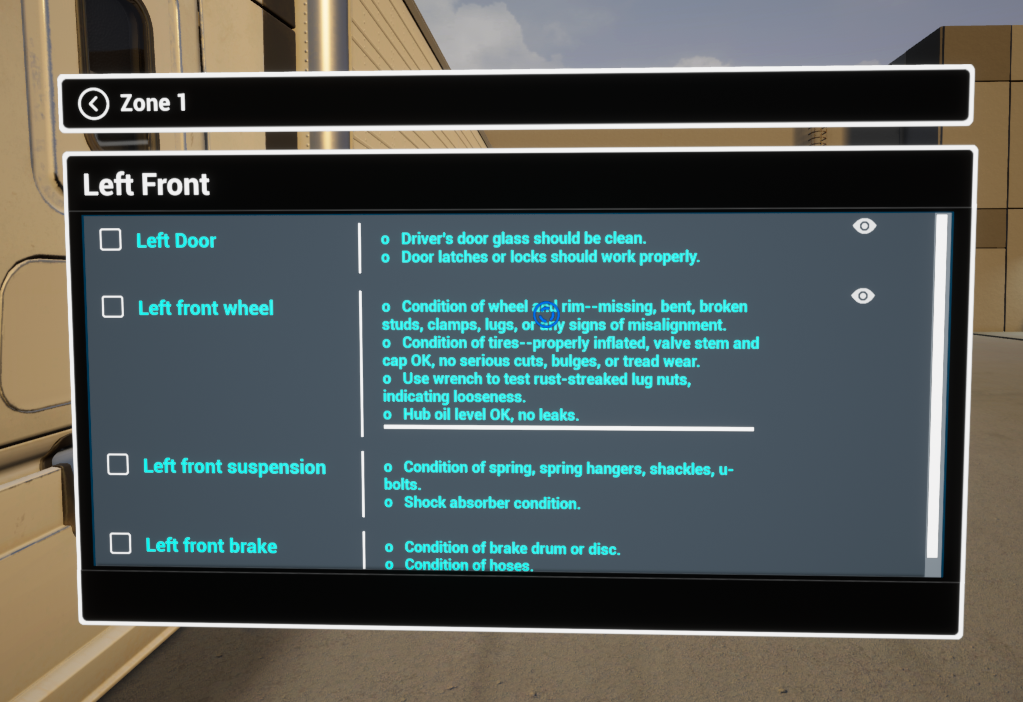 Zone 1
Left Front
Left Door
o Driver's door glass should be clean.
o Door latches or locks should work properly.
Left front wheel
o Condition of wheel rim--missing, bent, broken
studs, clamps, lugs, or any signs of misalignment.
o Condition of tires--properly inflated, valve stem and
cap OK, no serious cuts, bulges, or tread wear.
o Use wrench to test rust-streaked lug nuts,
indicating looseness.
o Hub oil level OK, no leaks.
Left front suspension
o Condition of spring, spring hangers, shackles, u-
bolts.
o Shock absorber condition.
Left front brake
o Condition of brake drum or disc.
o Condition of hoses.